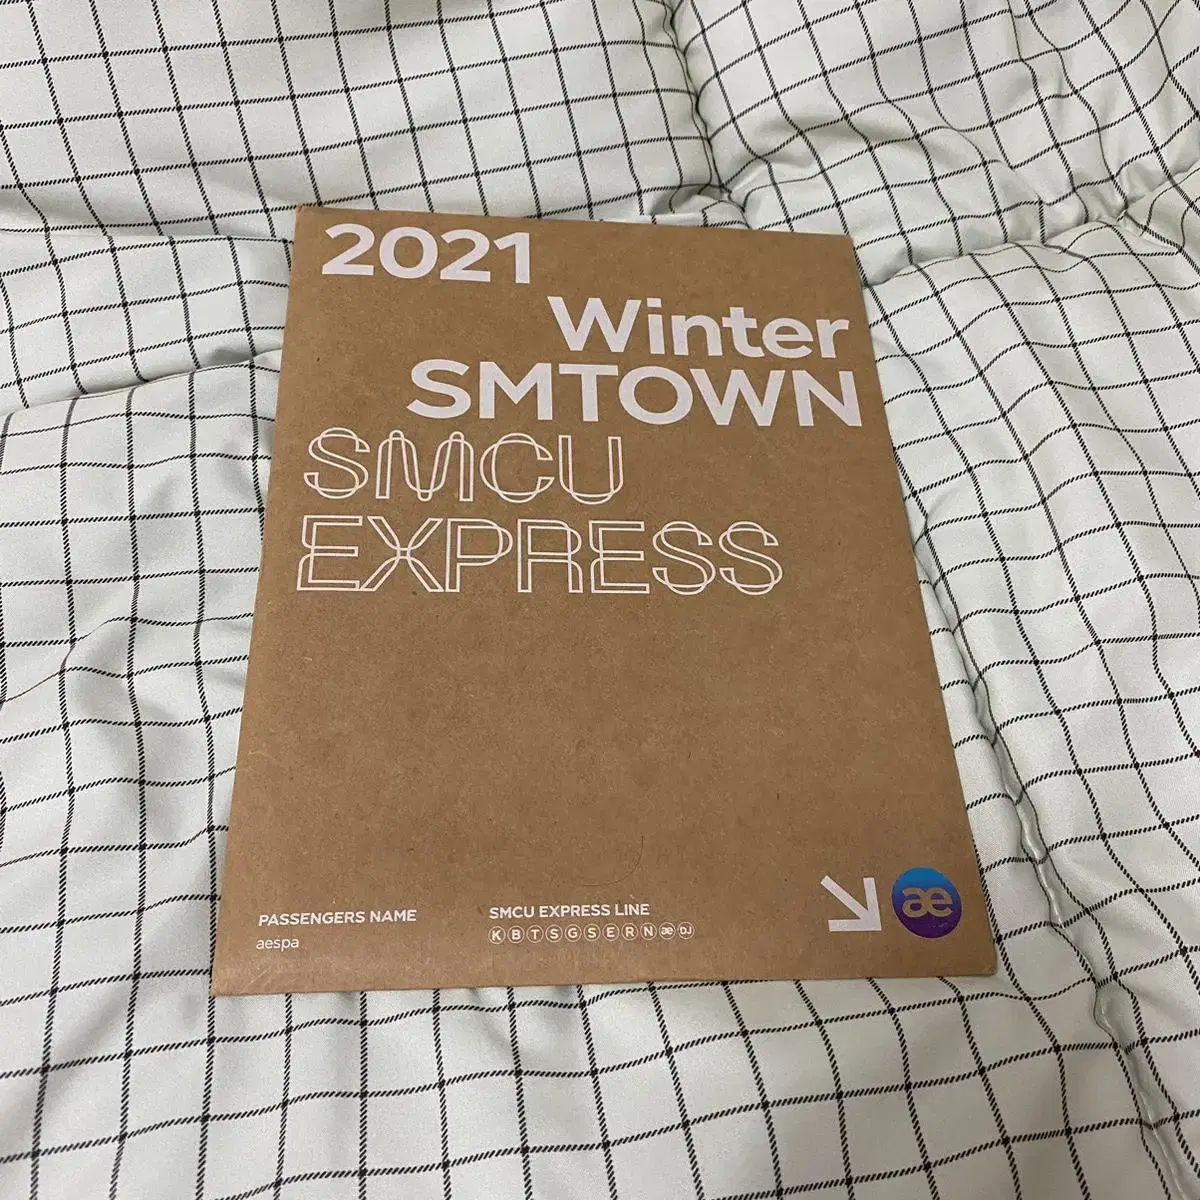 2021
Winter
SMTOWN
SMCU
EXPRESS
PASSENGERS NAME
aespa
SMCU EXPRESS LINE
K B T S G S E R N æ DJ
æ